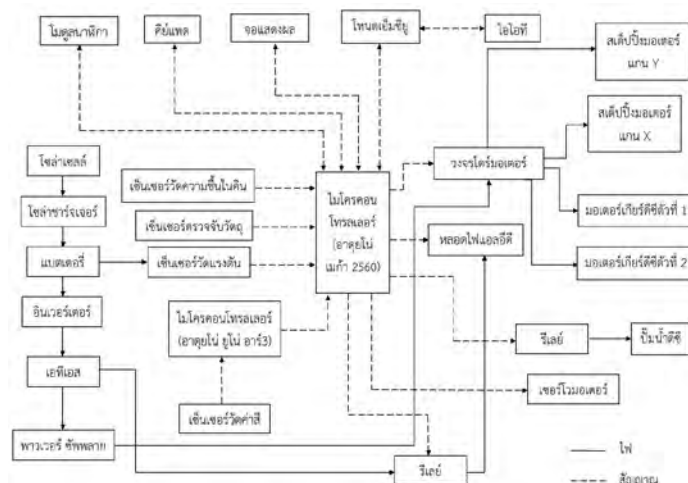 โมดูลนาฬิกา
คีย์แพด
จอแสดงผล
โหนดเอ็มซียู
ไอโอที
สเต็ปปิ้งมอเตอร์
แกน Y
สเต็ปปิ้งมอเตอร์
แกน X
โซล่าเซลล์
เซ็นเซอร์วัดความชื้นในดิน
ไมโครคอน
โทรลเลอร์
(อาดุยโน่
เมก้า 2560)
วงจรไดร์มอเตอร์
โซล่าชาร์จเจอร์
เซ็นเซอร์ตรวจจับวัตถุ
มอเตอร์เกียร์ดีซีตัวที่ 1
หลอดไฟแอลอีดี
แบตเตอรี่
เซ็นเซอร์วัดแรงดัน
มอเตอร์เกียร์ดีซีตัวที่ 2
อินเวอร์เตอร์
ไมโครคอนโทรลเลอร์
(อาดุยโน่ ยูโน่ อาร์3)
รีเลย์
ปั๊มน้ำดีซี
เอทีเอส
เซอร์โวมอเตอร์
เซ็นเซอร์วัดค่าสี
พาวเวอร์ ซัพพลาย
รีเลย์
ไฟ
สัญญาณ